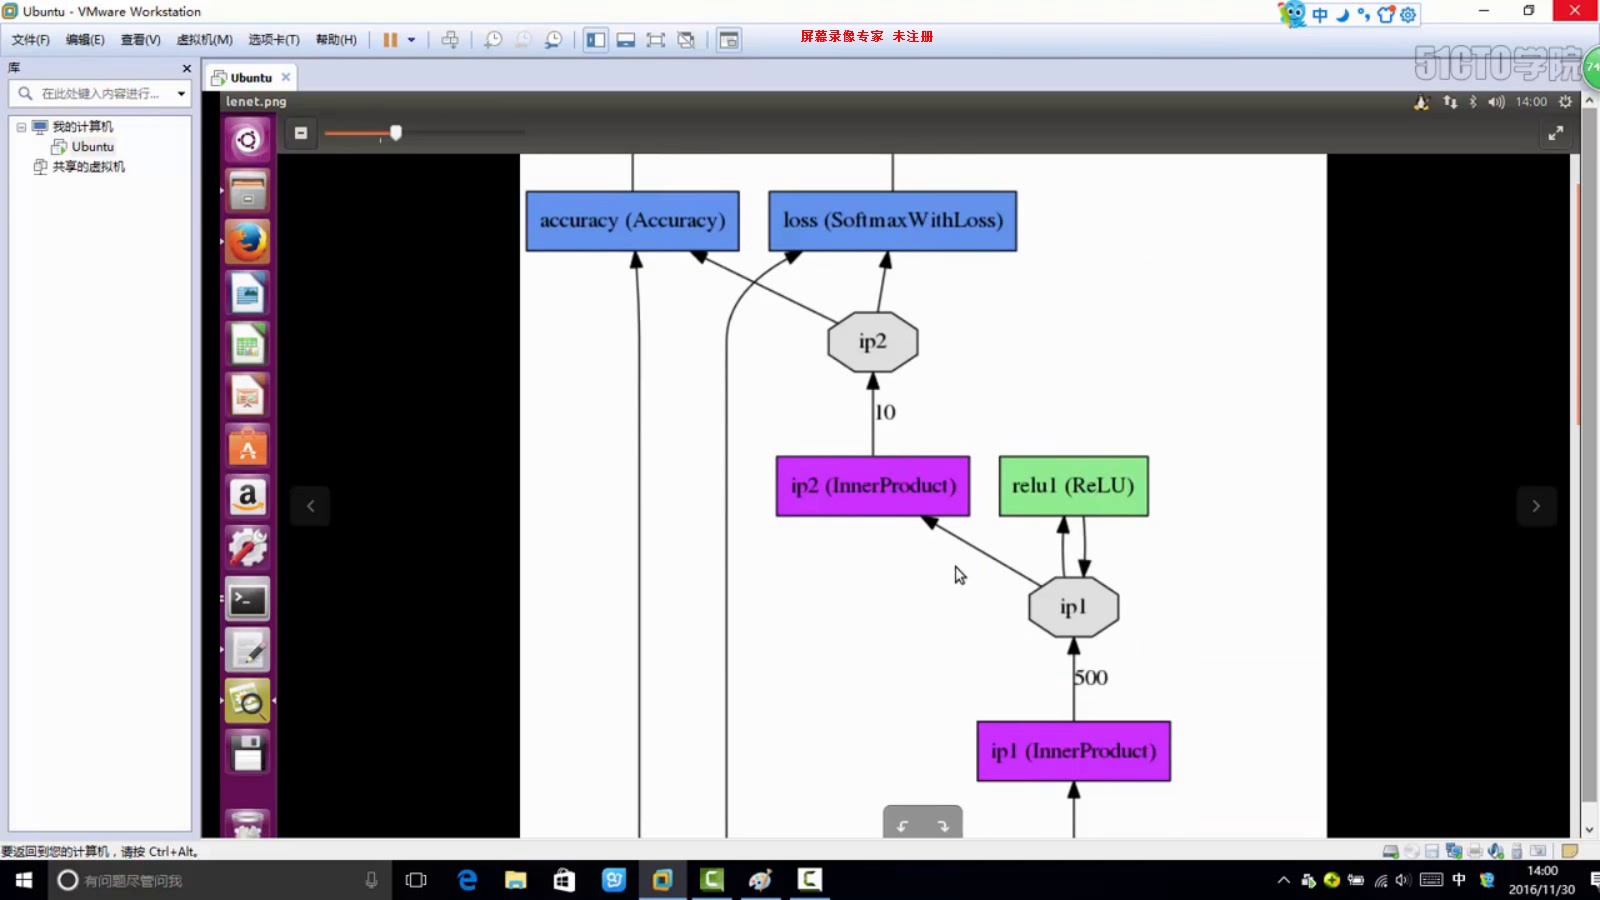 Ubuntu - VMware Workstation
中
文件(F) 编辑(E) 查看(V) 虚拟机(M) 选项卡(T) 帮助(H)
屏幕录像专家 未注册
51CTO学院
74
库
Ubuntu
在此处键入内容进行...
lenet.png
14:00
我的计算机
Ubuntu
共享的虚拟机
accuracy (Accuracy)
loss (SoftmaxWithLoss)
ip2
10
ip2 (InnerProduct)
relu1 (ReLU)
ip1
500
ip1 (InnerProduct)
要返回到您的计算机，请按 Ctrl+Alt。
有问题尽管问我
中
14:00
2016/11/30